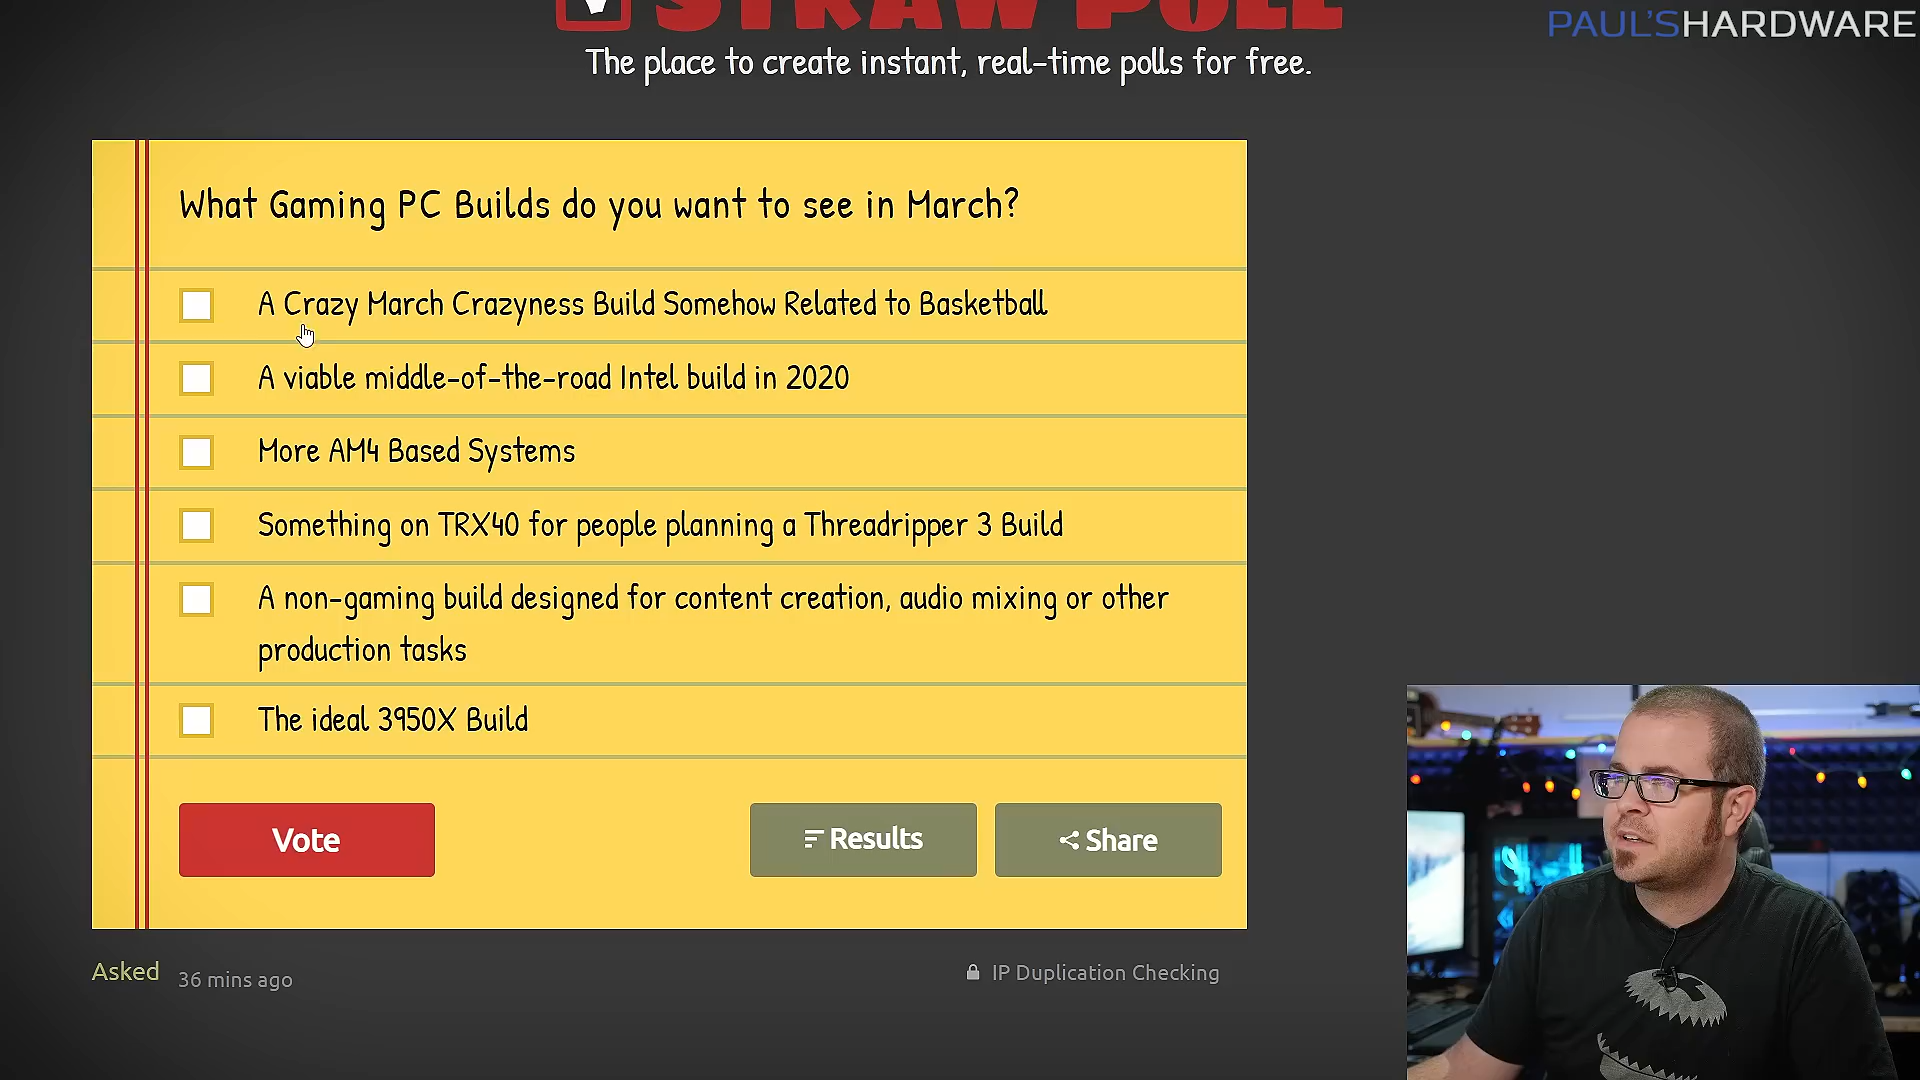 STRAW POLL
PAUL'SHARDWARE
The place to create instant, real-time polls for free.
What Gaming PC Builds do you want to see in March?
A Crazy March Crazyness Build Somehow Related to Basketball
A viable middle-of-the-road Intel build in 2020
More AM4 Based Systems
Something on TRX40 for people planning a Threadripper 3 Build
A non-gaming build designed for content creation, audio mixing or other
production tasks
The ideal 3950X Build
Vote
Results
Share
Asked 36 mins ago
IP Duplication Checking